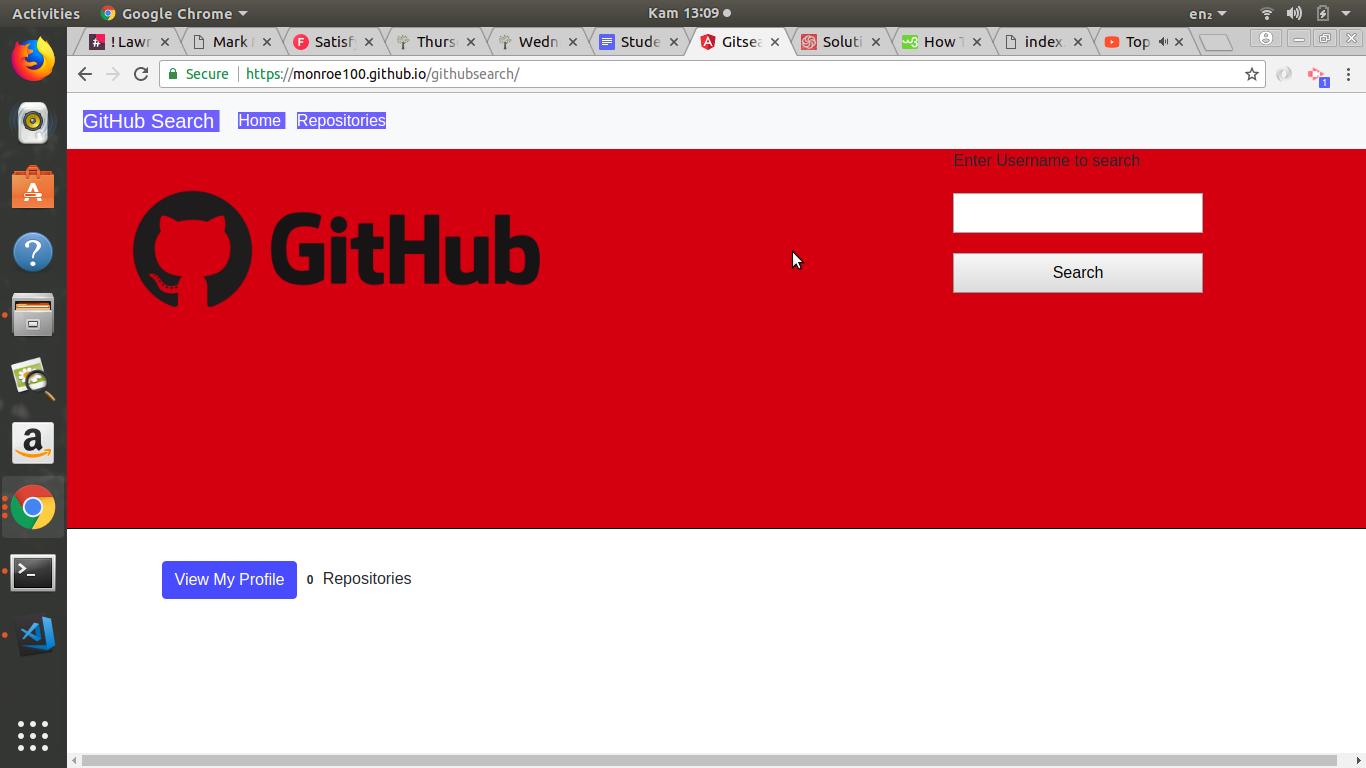 Activities Google Chrome Kam 13:09 en₂
! Lawr Mark Satisf Thurs Wedn Stude Gitsea Soluti How T index. Top
Secure https://monroe100.github.io/githubsearch/
1
GitHub Search Home Repositories
Enter Username to search
GitHub
Search
View My Profile 0 Repositories